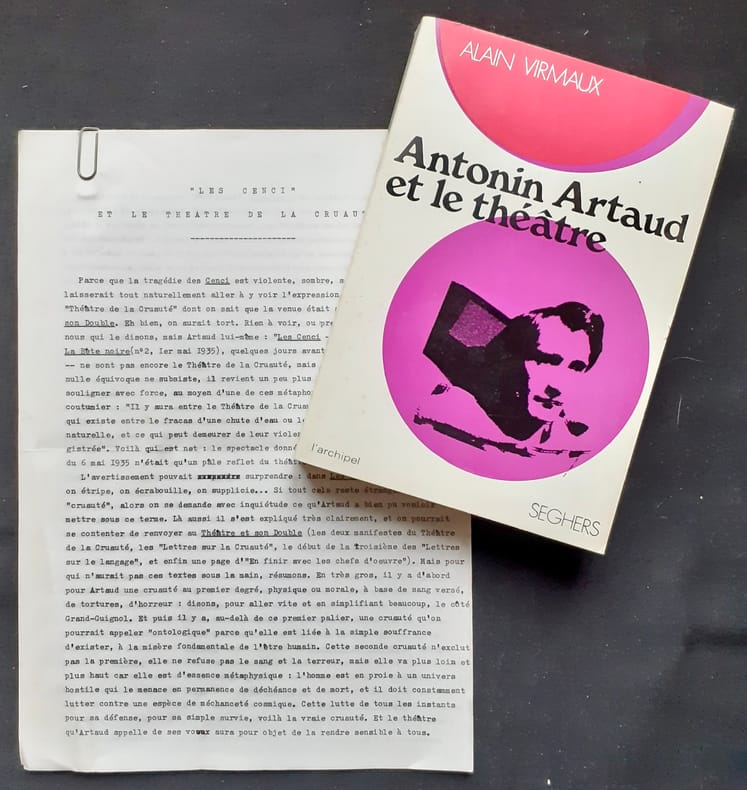 "LES CENCI"
ET LE THEATRE DE LA CRUAUT
---------------------
Parce que la tragédie des Cenci est violente, sombre, s
laisserait tout naturellement aller à y voir l'expression
"Théâtre de la Cruauté" dont on sait que la venue était
son Double. Eh bien, on aurait tort. Rien à voir, ou pre
nous qui le disons, mais Artaud lui-même : "Les Cenci -
La Bête noire(n°2, 1er mai 1935), quelques jours avant
-- ne sont pas encore le Théâtre de la Cruauté, mais
nulle équivoque ne subsiste, il revient un peu plus
souligner avec force, au moyen d'une de ces métapho
coutumier : "Il y aura entre le Théâtre de la Crua
qui existe entre le fracas d'une chute d'eau ou le
naturelle, et ce qui peut demeurer de leur violen
gistrée". Voilà qui est net : le spectacle donné
du 6 mai 1935 n'était qu'un pâle reflet du théât
L'avertissement pouvait surprendre : dans Les
on étripe, on écrabouille, on supplicie... Si tout cela reste étrang
"cruauté", alors on se demande avec inquiétude ce qu'Artaud a bien pu vouloir
mettre sous ce terme. Là aussi il s'est expliqué très clairement, et on pourrait
se contenter de renvoyer au Théâtre et son Double (les deux manifestes du Théâtre
de la Cruauté, les "Lettres sur la Cruauté", le début de la troisième des "Lettres
sur le langage", et enfin une page d'"En finir avec les chefs d'oeuvre"). Mais pour
qui n'aurait pas ces textes sous la main, résumons. En très gros, il y a d'abord
pour Artaud une cruauté au premier degré, physique ou morale, à base de sang versé,
de tortures, d'horreur : disons, pour aller vite et en simplifiant beaucoup, le côté
Grand-Guignol. Et puis il y a, au-delà de ce premier palier, une cruauté qu'on
pourrait appeler "ontologique" parce qu'elle est liée à la simple souffrance
d'exister, à la misère fondamentale de l'être humain. Cette seconde cruauté n'exclut
pas la première, elle ne refuse pas le sang et la terreur, mais elle va plus loin et
plus haut car elle est d'essence métaphysique : l'homme est en proie à un univers
hostile qui le menace en permanence de déchéance et de mort, et il doit constamment
lutter contre une espèce de méchanceté cosmique. Cette lutte de tous les instants
pour sa défense, pour sa simple survie, voilà la vraie cruauté. Et le théâtre
qu'Artaud appelle de ses voeux aura pour objet de la rendre sensible à tous.
ALAIN VIRMAUX
Antonin Artaud
et le théâtre
l'archipel
SEGHERS